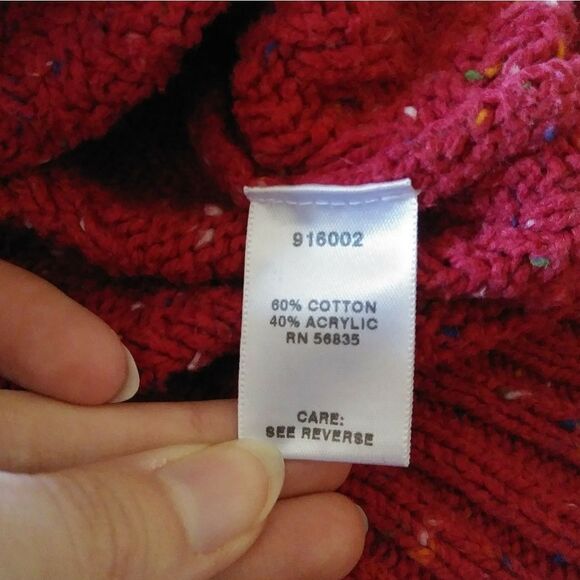 916002
60% COTTON
40% ACRYLIC
RN 56835
CARE:
SEE REVERSE